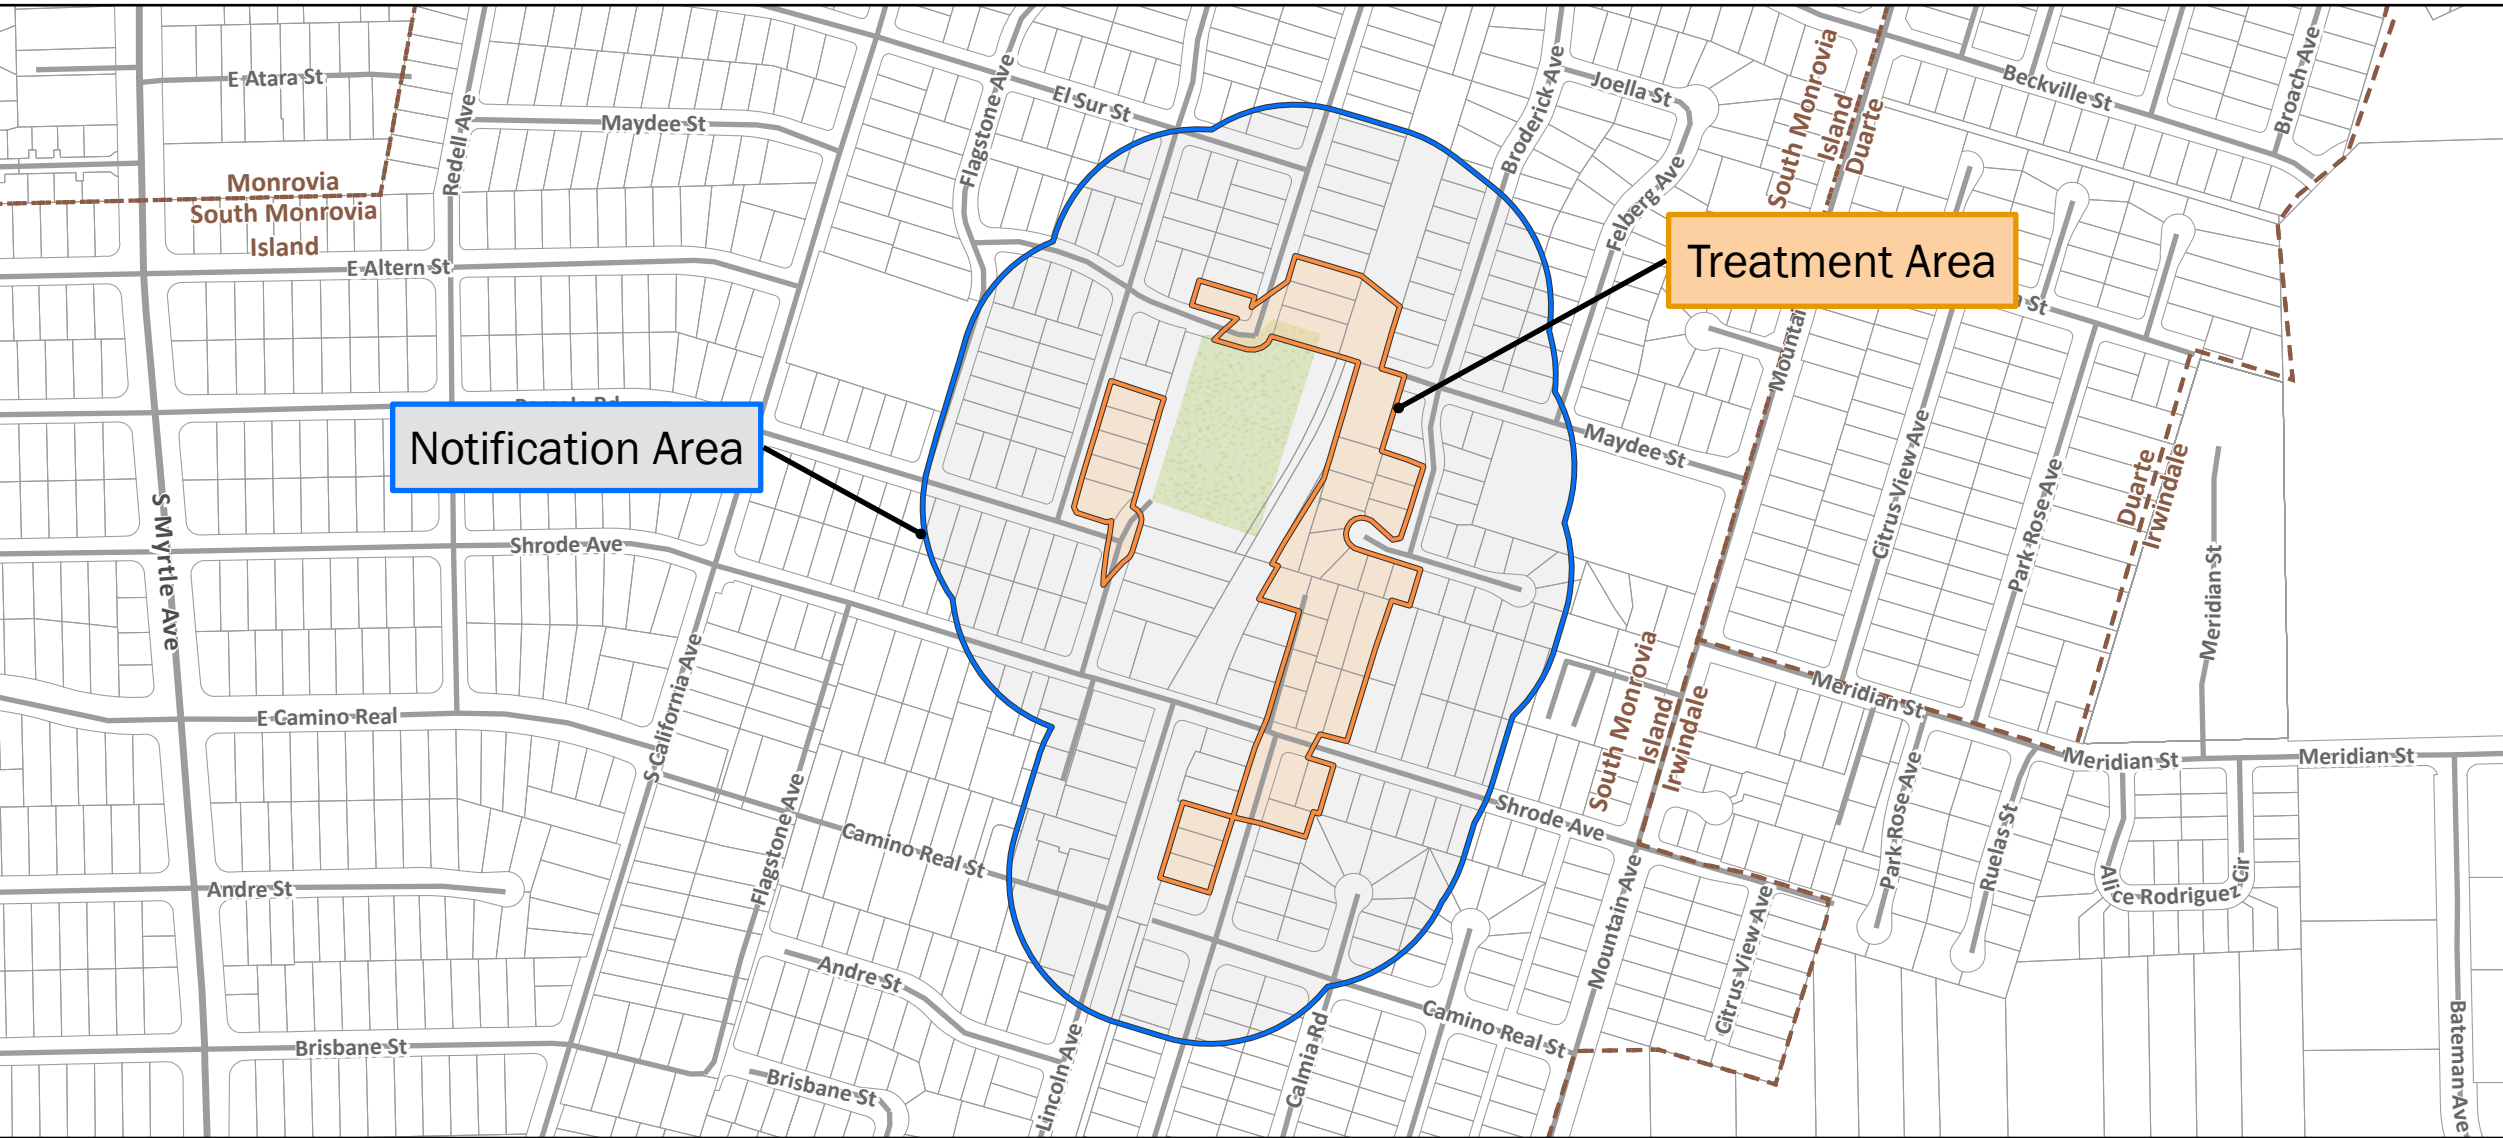 E Atara St
Redell Ave
Maydee St
Flagstone Ave
El Sur St
Broderick Ave
Joella St
Felberg Ave
South Monrovia
Island
Duarte
Beckville St
Broach Ave
Monrovia
South Monrovia
Island
E Altern St
Treatment Area
St
Notification Area
Maydee St
Citrus View Ave
Park Rose Ave
Duarte
Irwindale
Meridian St
S Myrtle Ave
Shrode Ave
S California Ave
E Camino Real
South Monrovia
Island
Irwindale
Meridian St
Meridian St
Meridian St
Flagstone Ave
Camino Real St
Shrode Ave
Park Rose Ave
Ruelas St
Alice Rodriguez Cir
Andre St
Andre St
Mountain Ave
Citrus View Ave
Camino Real St
Calmia Rd
Lincoln Ave
Brisbane St
Brisbane St
Bateman Ave